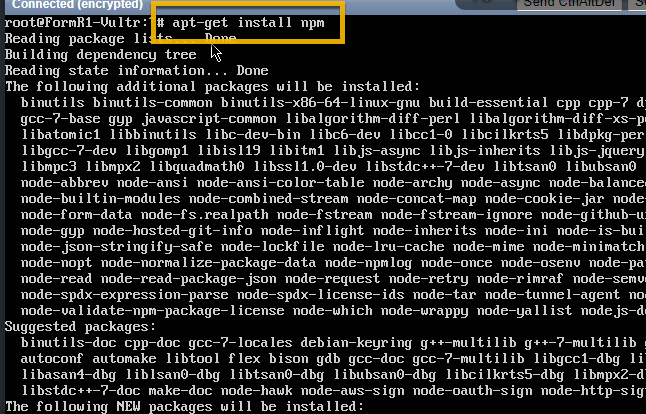 Connected (encrypted)
Send CtrlAltDel
root@FormR1-Vultr:~# apt-get install npm
Reading package lists... Done
Building dependency tree
Reading state information... Done
The following additional packages will be installed:
binutils binutils-common binutils-x86-64-linux-gnu build-essential cpp cpp-7
gcc-7-base gyp javascript-common libalgorithm-diff-perl libalgorithm-diff-xs-pe
libatomic1 libbinutils libc-dev-bin libc6-dev libcc1-0 libcilkrts5 libdpkg-per
libgcc-7-dev libgomp1 libisl19 libitm1 libjs-async libjs-inherits libjs-jquery
libmpc3 libmpx2 libquadmath0 libssl1.0-dev libstdc++-7-dev libtsan0 libubsan0
node-abbrev node-ansi node-ansi-color-table node-archy node-async node-balance
node-builtin-modules node-combined-stream node-concat-map node-cookie-jar node
node-form-data node-fs.realpath node-fstream node-fstream-ignore node-github-u
node-gyp node-hosted-git-info node-inflight node-inherits node-ini node-is-bui
node-json-stringify-safe node-lockfile node-lru-cache node-mime node-minimatch
node-nopt node-normalize-package-data node-npmlog node-once node-osenv node-pa
node-read node-read-package-json node-request node-retry node-rimraf node-semv
node-spdx-expression-parse node-spdx-license-ids node-tar node-tunnel-agent node
node-validate-npm-package-license node-which node-wrappy node-yallist nodejs-d
Suggested packages:
binutils-doc cpp-doc gcc-7-locales debian-keyring g++-multilib g++-7-multilib
autoconf automake libtool flex bison gdb gcc-doc gcc-7-multilib libgcc1-dbg li
libasan4-dbg liblsan0-dbg libtsan0-dbg libubsan0-dbg libcilkrts5-dbg libmpx2-d
libstdc++-7-doc make-doc node-hawk node-aws-sign node-oauth-sign node-http-sig
The following NEW packages will be installed: